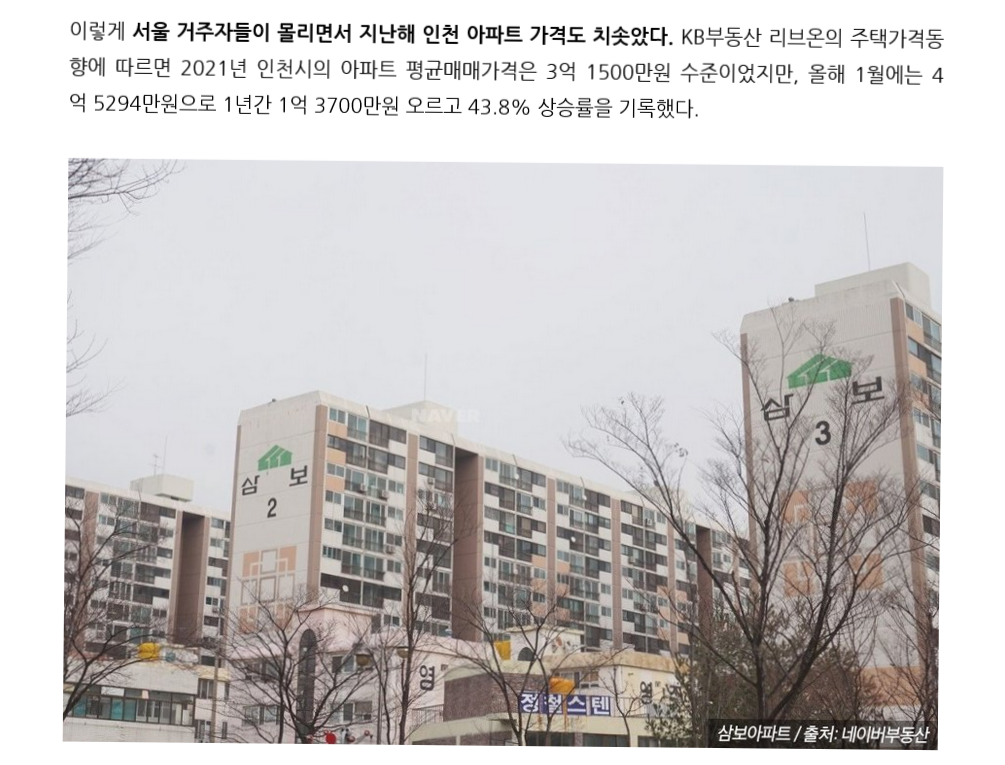 이렇게 서울 거주자들이 몰리면서 지난해 인천 아파트 가격도 치솟았다. KB부동산 리브온의 주택가격동
향에 따르면 2021년 인천시의 아파트 평균매매가격은 3억 1500만원 수준이었지만, 올해 1월에는 4
억 5294만원으로 1년간 1억 3700만원 오르고 43.8% 상승률을 기록했다.
NAVER
삼 보
3
삼 보
2
영
영
스텐
삼보아파트 / 출처: 네이버부동산